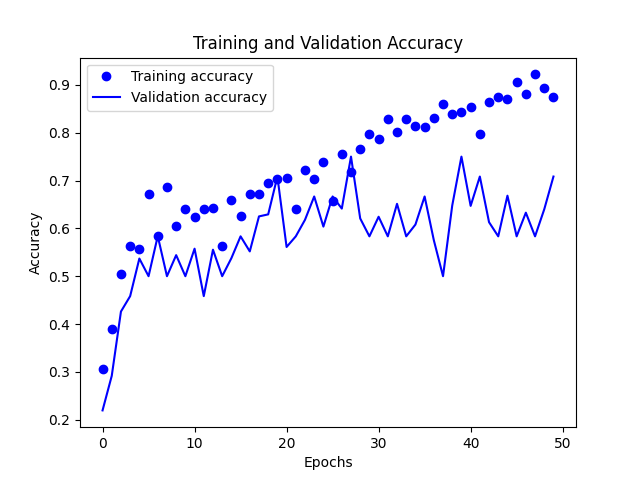 Training and Validation Accuracy
Training accuracy
Validation accuracy
Accuracy
0.9
0.8
0.7
0.6
0.5
0.4
0.3
0.2
0 10 20 30 40 50
Epochs